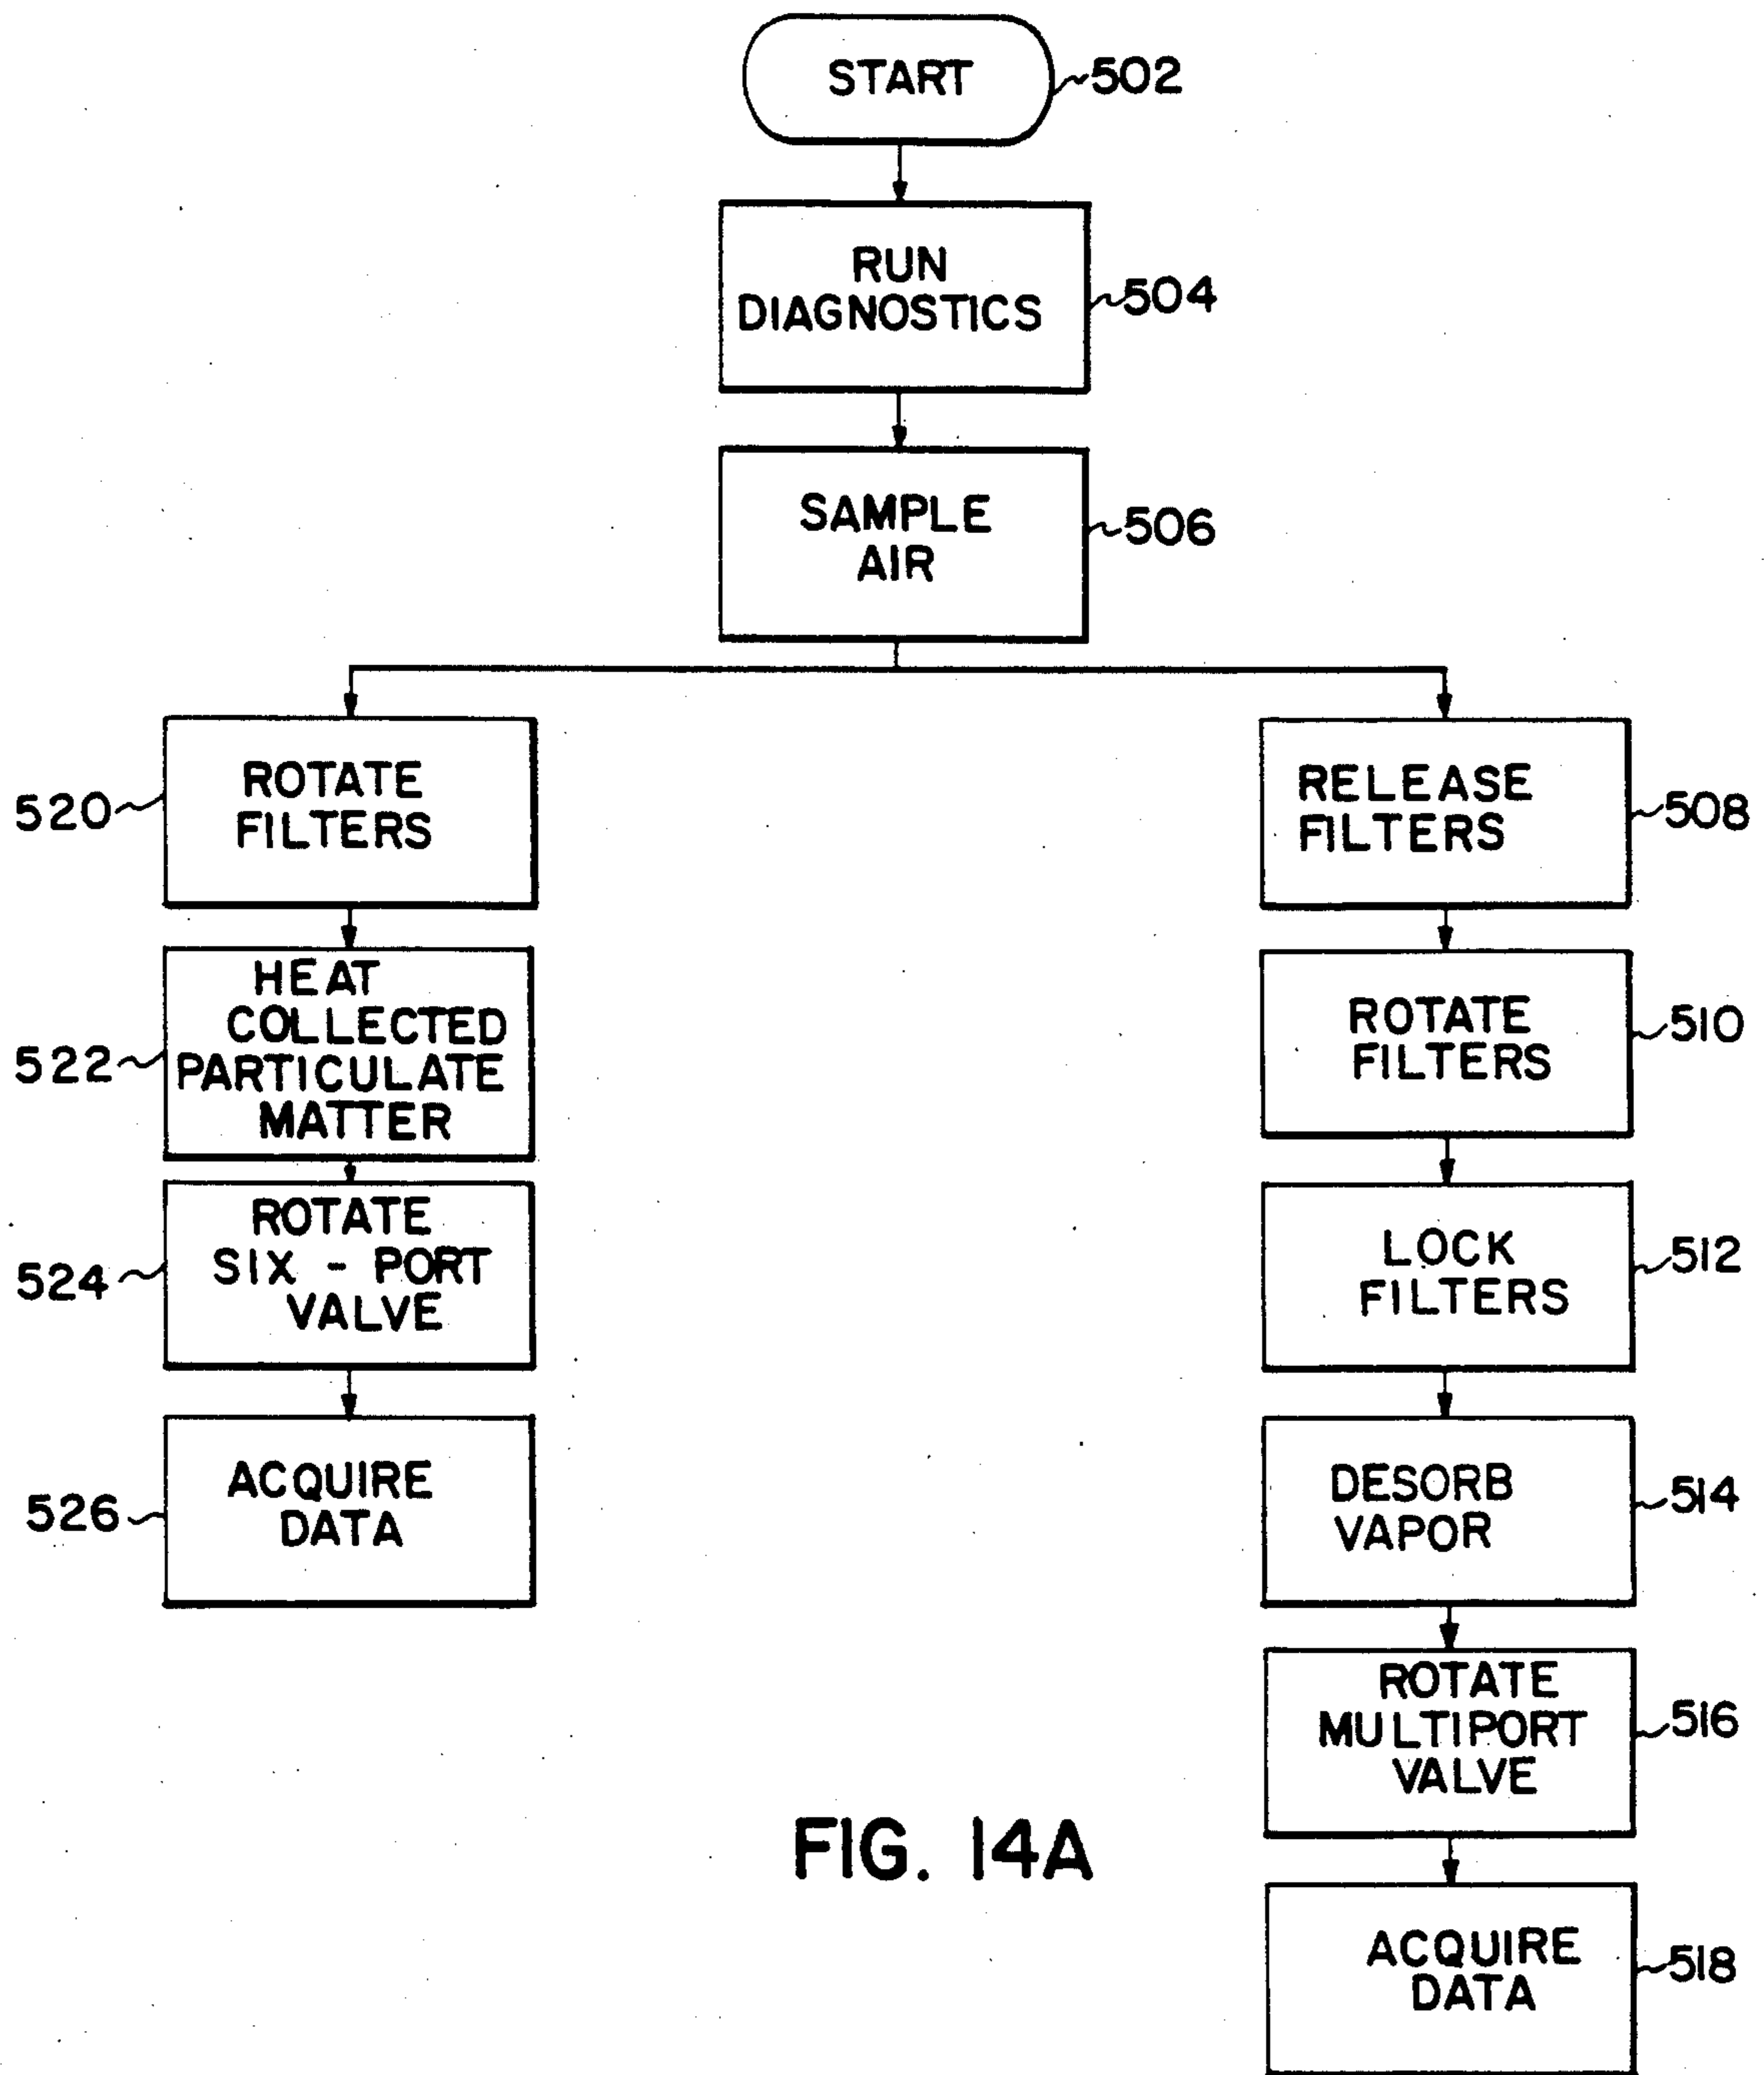 START
502
RUN
DIAGNOSTICS
504
SAMPLE
AIR
506
ROTATE
FILTERS
520
HEAT
COLLECTED
PARTICULATE
MATTER
522
ROTATE
SIX - PORT
VALVE
524
ACQUIRE
DATA
526
RELEASE
FILTERS
508
ROTATE
FILTERS
510
LOCK
FILTERS
512
DESORB
VAPOR
514
ROTATE
MULTIPORT
VALVE
516
ACQUIRE
DATA
518
FIG. 14A